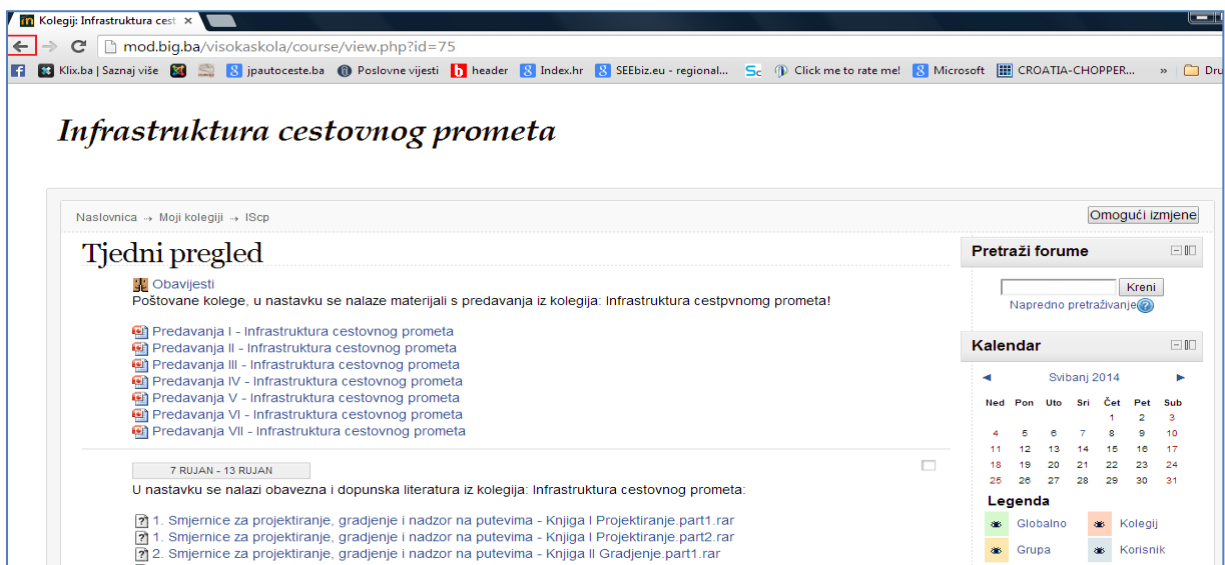 Kolegij: Infrastruktura cest
mod.big.ba/visokaskola/course/view.php?id=75
Klix.ba | Saznaj više jpautoceste.ba Poslovne vijesti header Index.hr SEEbiz.eu - regional... Click me to rate me! Microsoft CROATIA-CHOPPER... » Dru
Infrastruktura cestovnog prometa
Naslovnica → Moji kolegiji → IScp
Omogući izmjene
Tjedni pregled
Obavijesti
Poštovane kolege, u nastavku se nalaze materijali s predavanja iz kolegija: Infrastruktura cestpvnomg prometa!
Predavanja I - Infrastruktura cestovnog prometa
Predavanja II - Infrastruktura cestovnog prometa
Predavanja III - Infrastruktura cestovnog prometa
Predavanja IV - Infrastruktura cestovnog prometa
Predavanja V - Infrastruktura cestovnog prometa
Predavanja VI - Infrastruktura cestovnog prometa
Predavanja VII - Infrastruktura cestovnog prometa
7 RUJAN - 13 RUJAN
U nastavku se nalazi obavezna i dopunska literatura iz kolegija: Infrastruktura cestovnog prometa:
1. Smjernice za projektiranje, gradjenje i nadzor na putevima - Knjiga I Projektiranje.part1.rar
1. Smjernice za projektiranje, gradjenje i nadzor na putevima - Knjiga I Projektiranje.part2.rar
2. Smjernice za projektiranje, gradjenje i nadzor na putevima - Knjiga II Gradjenje.part1.rar
Pretraži forume
Kreni
Napredno pretraživanje
Kalendar
◄ Svibanj 2014 ►
Ned Pon Uto Sri Čet Pet Sub
1 2 3
4 5 6 7 8 9 10
11 12 13 14 15 16 17
18 19 20 21 22 23 24
25 26 27 28 29 30 31
Legenda
Globalno Kolegij
Grupa Korisnik